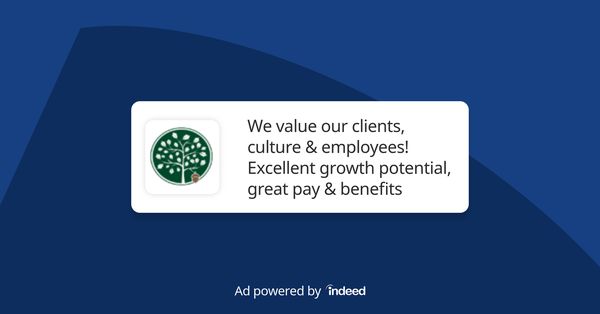 We value our clients,
culture & employees!
Excellent growth potential,
great pay & benefits
Ad powered by indeed